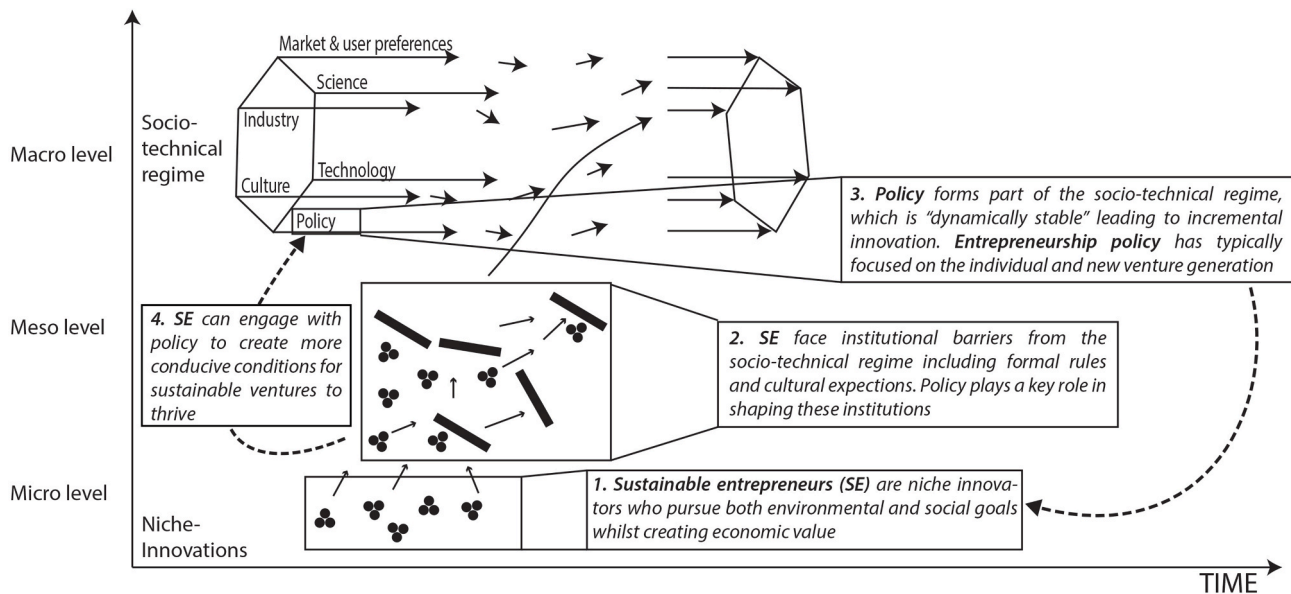 Market & user preferences
Science
Industry
Technology
Culture
Policy
Macro level
Socio-
technical
regime
3. Policy forms part of the socio-technical regime,
which is “dynamically stable” leading to incremental
innovation. Entrepreneurship policy has typically
focused on the individual and new venture generation
Meso level
4. SE can engage with
policy to create more
conducive conditions for
sustainable ventures to
thrive
2. SE face institutional barriers from the
socio-technical regime including formal rules
and cultural expections. Policy plays a key role in
shaping these institutions
Micro level
1. Sustainable entrepreneurs (SE) are niche innova-
tors who pursue both environmental and social goals
whilst creating economic value
Niche-
Innovations
TIME